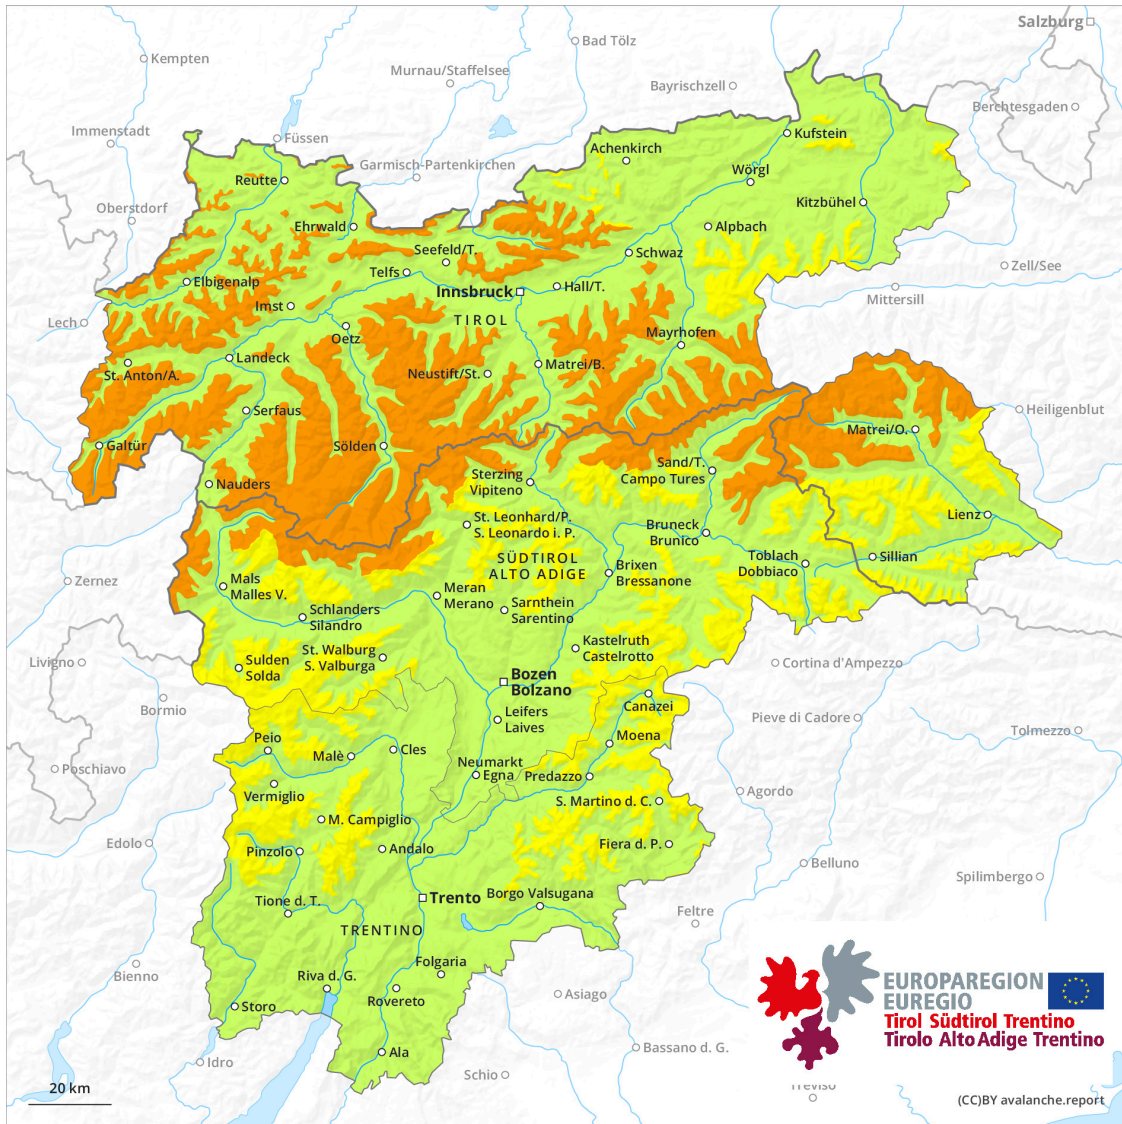 Salzburg
Bad Tölz
Kempten
Murnau/Staffelsee
Bayrischzell
Berchtesgaden
Immenstadt
Füssen
Kufstein
Achenkirch
Garmisch-Partenkirchen
Wörgl
Reutte
Oberstdorf
Kitzbühel
Ehrwald
Alpbach
Seefeld/T.
Schwaz
Telfs
Zell/See
Elbigenalp
Innsbruck
Hall/T.
Mittersill
Imst
TIROL
Lech
Oetz
Mayrhofen
Landeck
St. Anton/A.
Neustift/St.
Matrei/B.
Serfaus
Heiligenblut
Matrei/O.
Galtür
Sölden
Sand/T.
Campo Tures
Sterzing
Vipiteno
Nauders
St. Leonhard/P.
S. Leonardo i. P.
Bruneck
Brunico
Lienz
SÜDTIROL
ALTO ADIGE
Toblach
Dobbiaco
Sillian
Brixen
Bressanone
Zernez
Mals
Malles V.
Meran
Merano
Sarnthein
Sarentino
Schlanders
Silandro
Kastelruth
Castelrotto
St. Walburg
S. Valburga
Livigno
Sulden
Solda
Cortina d'Ampezzo
Bozen
Bolzano
Bormio
Canazei
Leifers
Laives
Pieve di Cadore
Tolmezzo
Peio
Moena
Malè
Cles
Poschiavo
Neumarkt
Egna
Predazzo
Vermiglio
Agordo
S. Martino d. C.
M. Campiglio
Edolo
Pinzolo
Andalo
Fiera d. P.
Belluno
Spilimbergo
Trento
Borgo Valsugana
Tione d. T.
Feltre
TRENTINO
Folgaria
Bienno
Riva d. G.
Rovereto
Asiago
Storo
EUROPAREGION
EUREGIO
Tirol Südtirol Trentino
Tirolo Alto Adige Trentino
Ala
Bassano d. G.
Idro
Schio
Treviso
20 km
(CC)BY avalanche.report